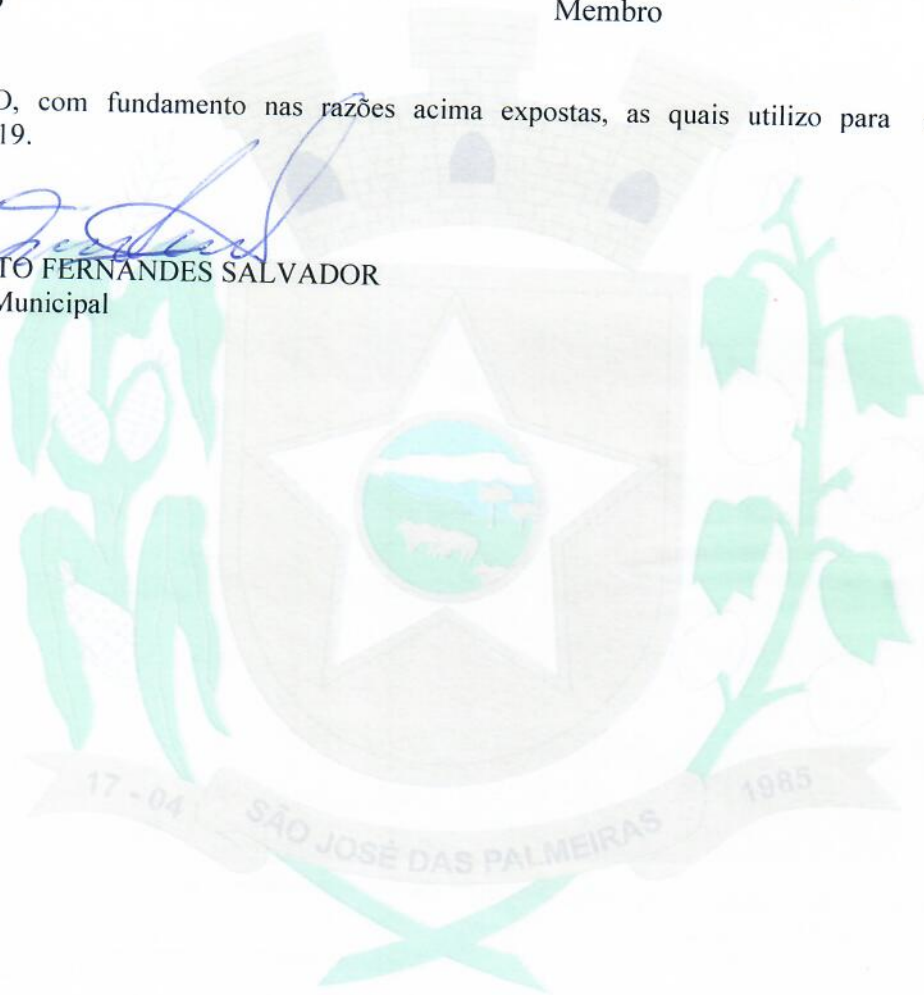 Membro
O, com fundamento nas razões acima expostas, as quais utilizo para
19.
TO FERNANDES SALVADOR
Municipal
17 - 04
SÃO JOSÉ DAS PALMEIRAS
1985